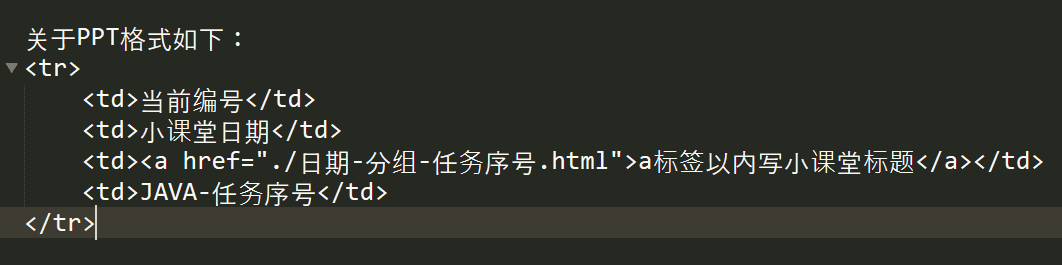 关于PPT格式如下：
<tr>
<td>当前编号</td>
<td>小课堂日期</td>
<td><a href="./日期-分组-任务序号.html">a标签以内写小课堂标题</a></td>
<td>JAVA-任务序号</td>
</tr>